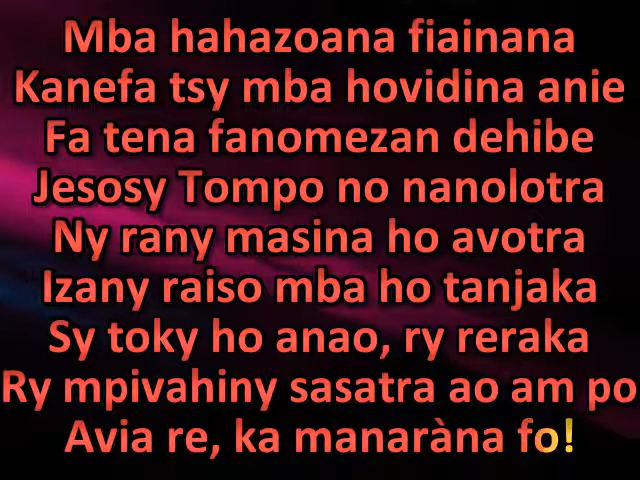 Mba hahazoana fiainana
Kanefa tsy mba hovidina anie
Fa tena fanomezan dehibe
Jesosy Tompo no nanolotra
Ny rany masina ho avotra
Izany raiso mba ho tanjaka
Sy toky ho anao, ry reraka
Ry mpivahiny sasatra ao am po
Avia re, ka manaràna fo!